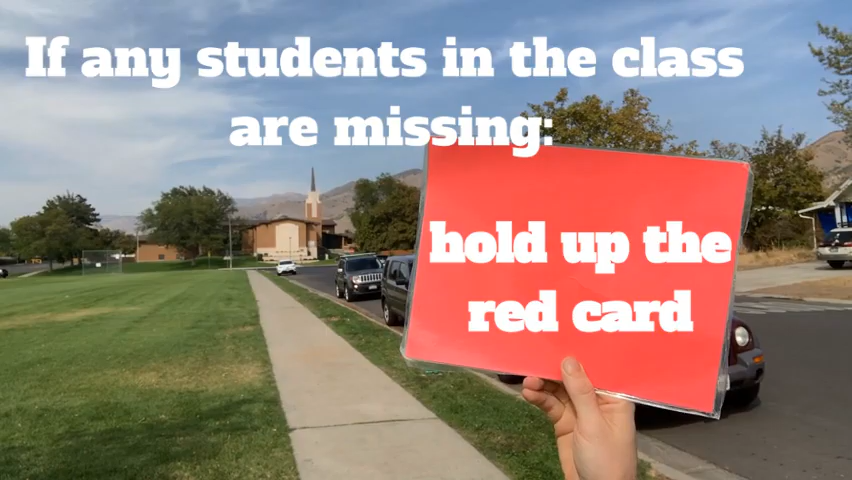 If any students in the class
are missing:
hold up the
red card